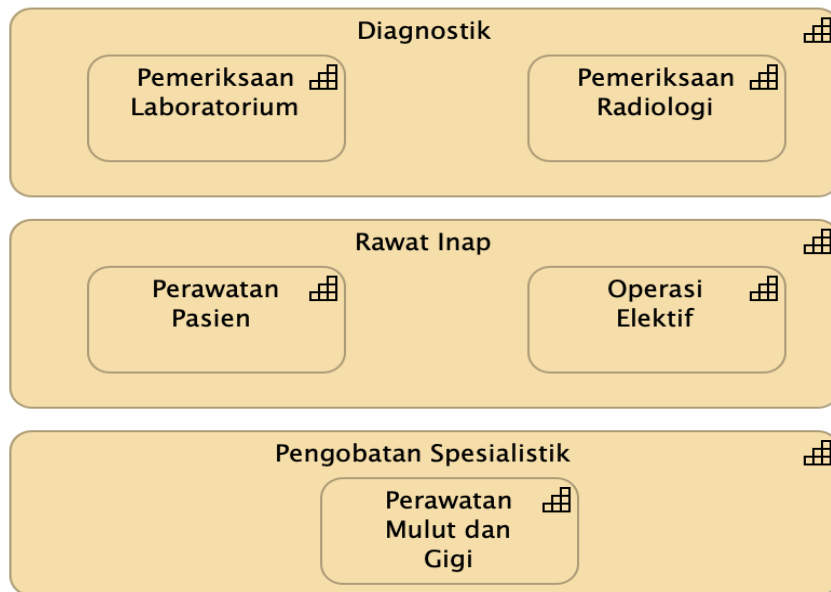 Diagnostik
Pemeriksaan
Laboratorium
Pemeriksaan
Radiologi
Rawat Inap
Perawatan
Pasien
Operasi
Elektif
Pengobatan Spesialistik
Perawatan
Mulut dan
Gigi